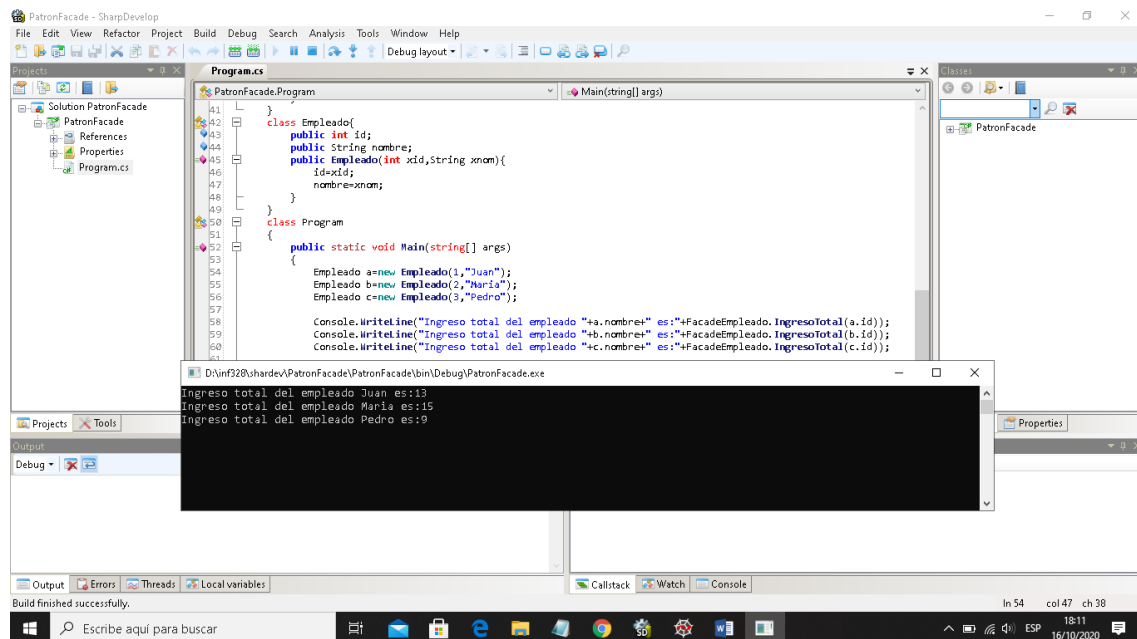 PatronFacade - SharpDevelop
File Edit View Refactor Project Build Debug Search Analysis Tools Window Help
Debug layout
Projects
Program.cs
Classes
PatronFacade.Program
Main(string[] args)
Solution PatronFacade
PatronFacade
References
Properties
Program.cs
PatronFacade
41 }
42 class Empleado{
43 public int id;
44 public String nombre;
45 public Empleado(int xid,String xnom){
46 id=xid;
47 nombre=xnom;
48 }
49 }
50 class Program
51 {
52 public static void Main(string[] args)
53 {
54 Empleado a=new Empleado(1,"Juan");
55 Empleado b=new Empleado(2,"Maria");
56 Empleado c=new Empleado(3,"Pedro");
57
58 Console.WriteLine("Ingreso total del empleado "+a.nombre+" es:"+FacadeEmpleado.IngresoTotal(a.id));
59 Console.WriteLine("Ingreso total del empleado "+b.nombre+" es:"+FacadeEmpleado.IngresoTotal(b.id));
60 Console.WriteLine("Ingreso total del empleado "+c.nombre+" es:"+FacadeEmpleado.IngresoTotal(c.id));
61
D:\inf328\shardev\PatronFacade\PatronFacade\bin\Debug\PatronFacade.exe
Ingreso total del empleado Juan es:13
Ingreso total del empleado Maria es:15
Ingreso total del empleado Pedro es:9
Projects Tools
Properties
Output
Debug
Output Errors Threads Local variables
Callstack Watch Console
Build finished successfully.
ln 54 col 47 ch 38
Escribe aquí para buscar
ESP
18:11
16/10/2020